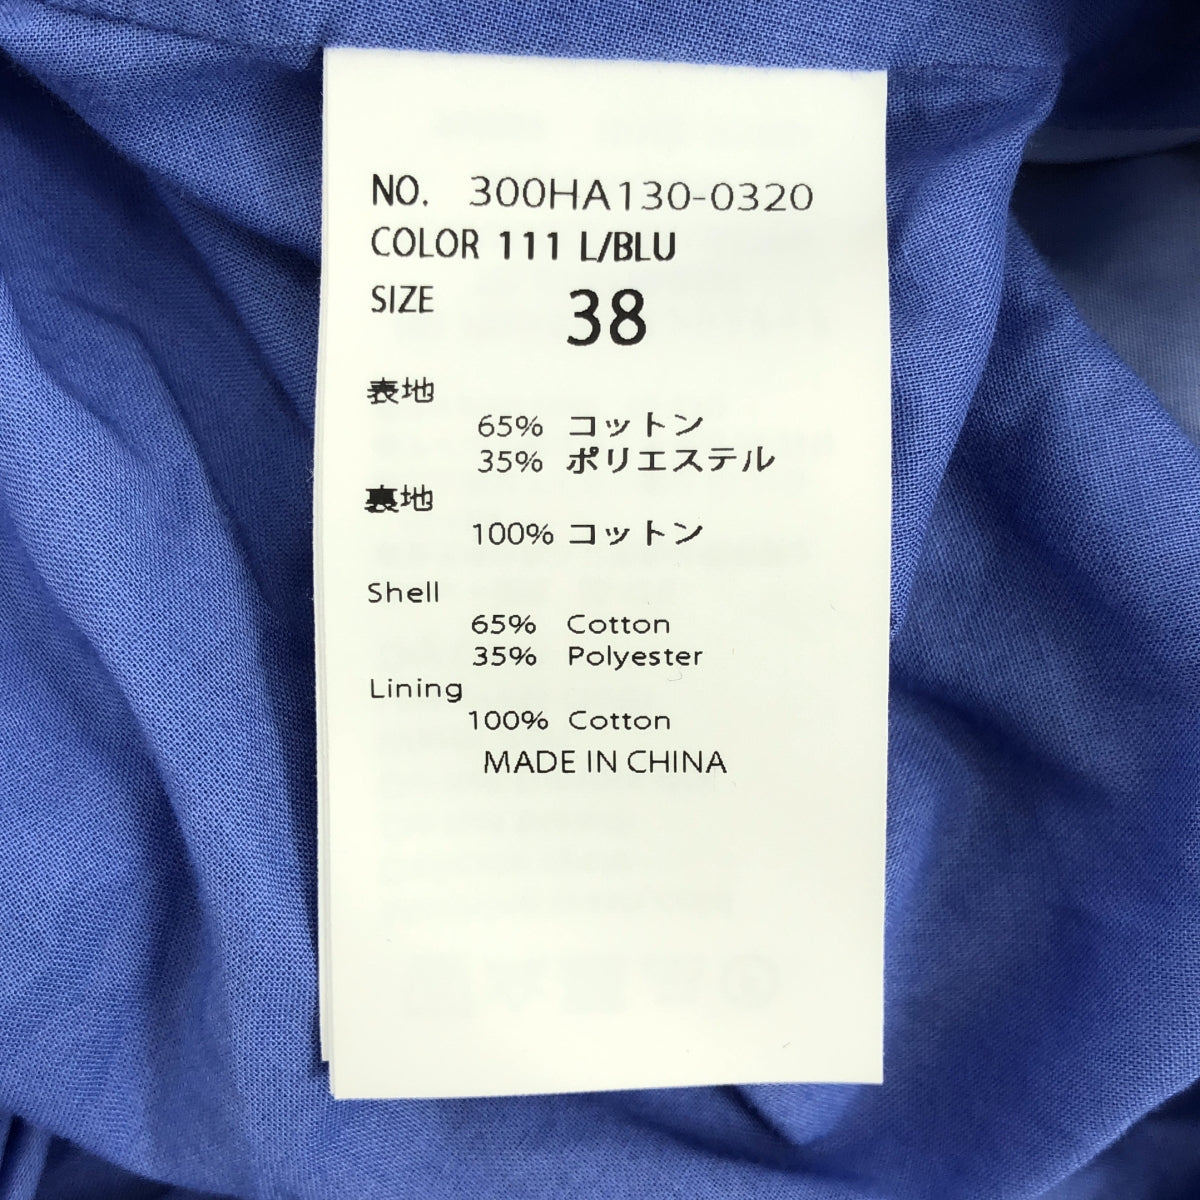 NO. 300HA130-0320
COLOR 111 L/BLU
SIZE 38
表地
65% コットン
35% ポリエステル
裏地
100% コットン
Shell
65% Cotton
35% Polyester
Lining
100% Cotton
MADE IN CHINA